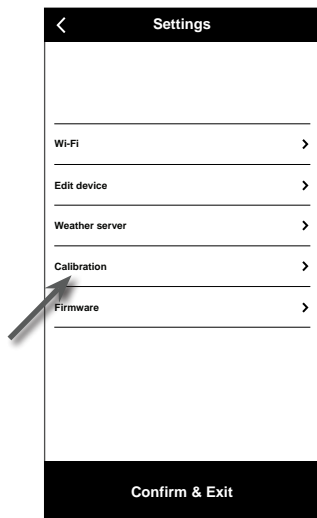 Settings
Wi-Fi
Edit device
Weather server
Calibration
Firmware
Confirm & Exit